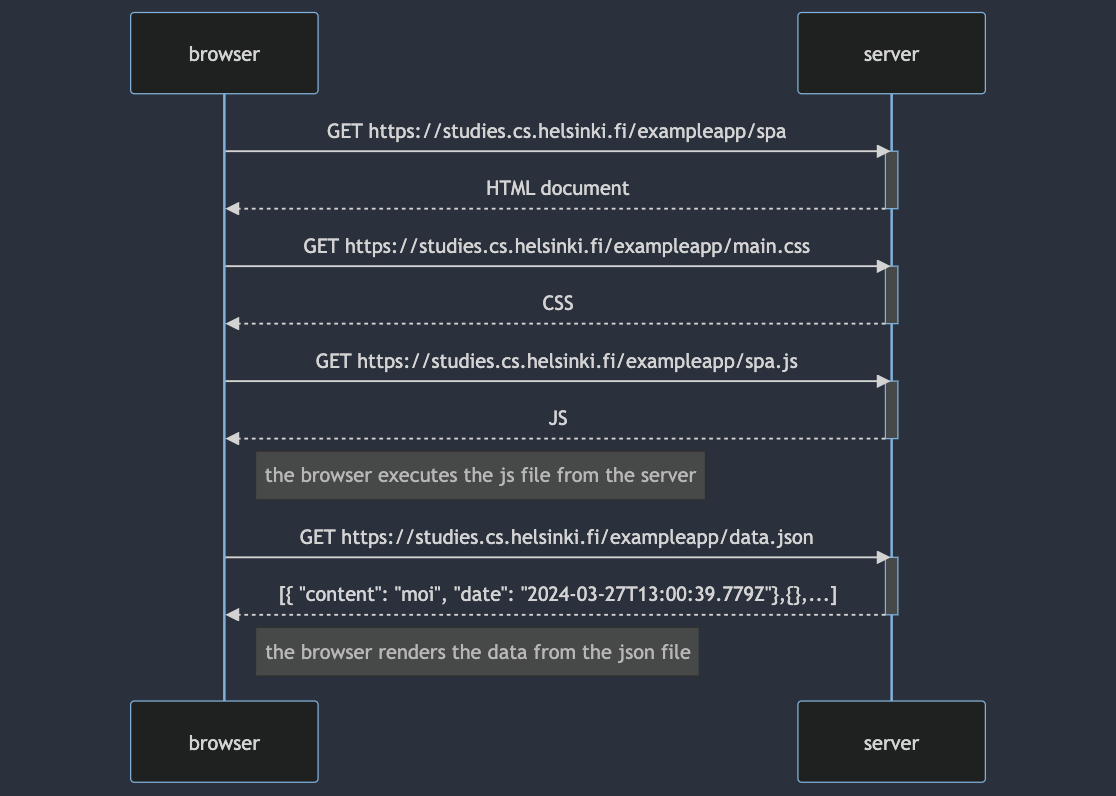 browser
server
GET https://studies.cs.helsinki.fi/exampleapp/spa
HTML document
GET https://studies.cs.helsinki.fi/exampleapp/main.css
CSS
GET https://studies.cs.helsinki.fi/exampleapp/spa.js
JS
the browser executes the js file from the server
GET https://studies.cs.helsinki.fi/exampleapp/data.json
[{ "content": "moi", "date": "2024-03-27T13:00:39.779Z"},{},...]
the browser renders the data from the json file
browser
server